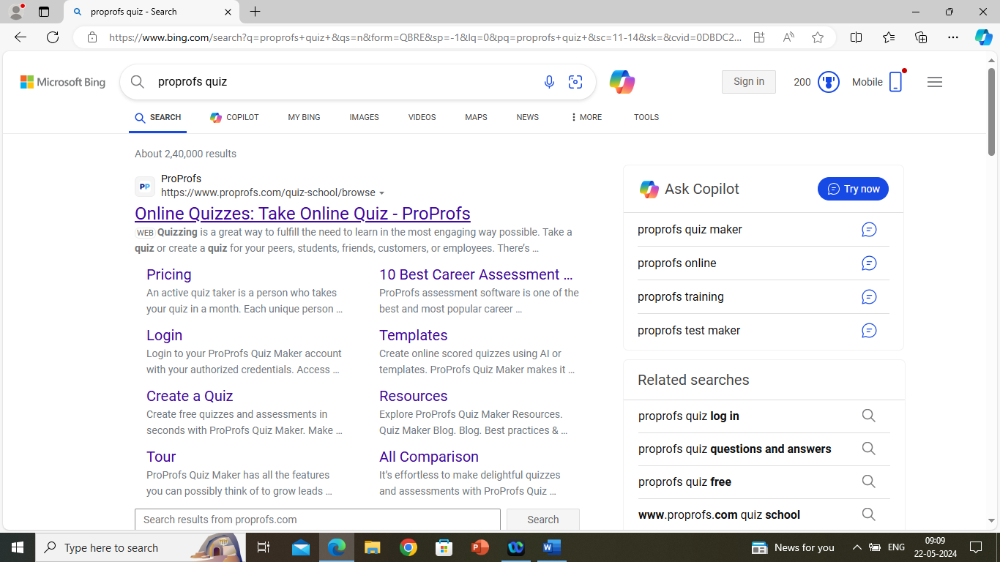 proprofs quiz - Search
https://www.bing.com/search?q=proprofs+quiz+&qs=n&form=QBRE&sp=-1&lq=0&pq=proprofs+quiz+&sc=11-14&sk=&cvid=0DBDC2...
Microsoft Bing
proprofs quiz
Sign in
200
Mobile
SEARCH COPILOT MY BING IMAGES VIDEOS MAPS NEWS MORE TOOLS
About 2,40,000 results
PP
ProProfs
https://www.proprofs.com/quiz-school/browse
Online Quizzes: Take Online Quiz - ProProfs
WEB Quizzing is a great way to fulfill the need to learn in the most engaging way possible. Take a
quiz or create a quiz for your peers, students, friends, customers, or employees. There's ...
Pricing
An active quiz taker is a person who takes
your quiz in a month. Each unique person ...
10 Best Career Assessment ...
ProProfs assessment software is one of the
best and most popular career ...
Login
Login to your ProProfs Quiz Maker account
with your authorized credentials. Access ...
Templates
Create online scored quizzes using AI or
templates. ProProfs Quiz Maker makes it ...
Create a Quiz
Create free quizzes and assessments in
seconds with ProProfs Quiz Maker. Make ...
Resources
Explore ProProfs Quiz Maker Resources.
Quiz Maker Blog. Blog. Best practices & ...
Tour
ProProfs Quiz Maker has all the features
you can possibly think of to grow leads ...
All Comparison
It's effortless to make delightful quizzes
and assessments with ProProfs Quiz ...
Search results from proprofs.com
Search
Ask Copilot
Try now
proprofs quiz maker
proprofs online
proprofs training
proprofs test maker
Related searches
proprofs quiz log in
proprofs quiz questions and answers
proprofs quiz free
www.proprofs.com quiz school
Type here to search
News for you
ENG
09:09
22-05-2024